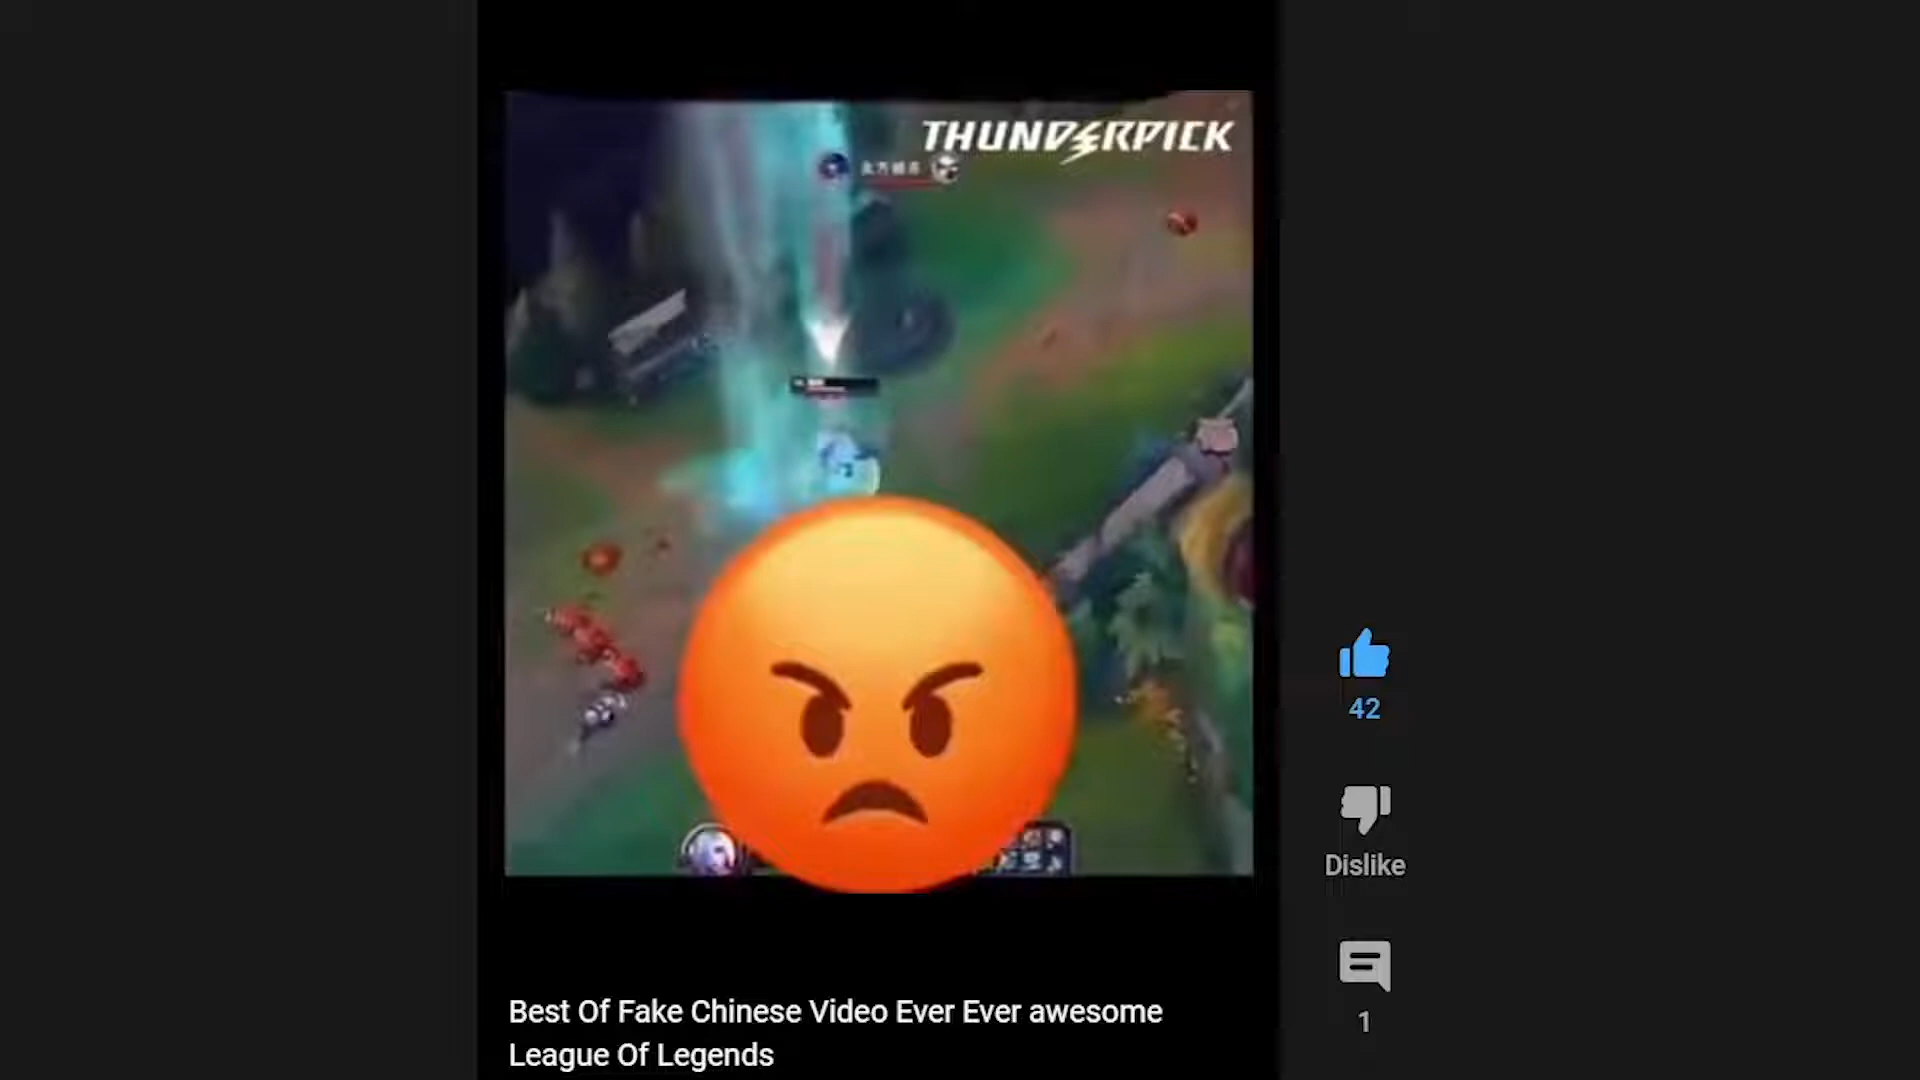 THUNDERPICK
42
Dislike
1
Best Of Fake Chinese Video Ever Ever awesome
League Of Legends